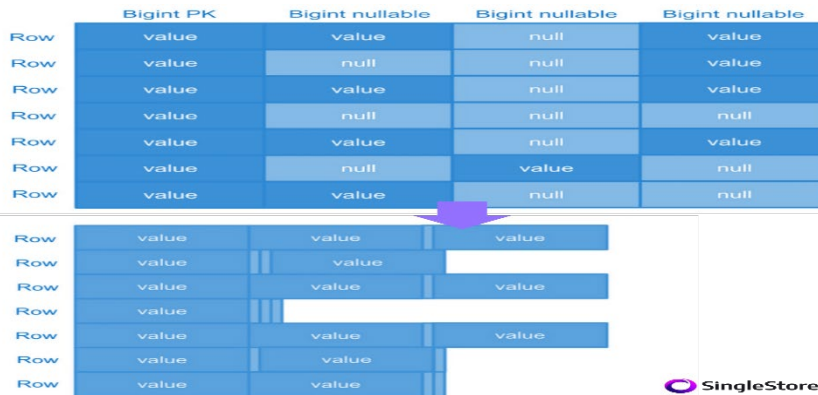 Bigint PK Bigint nullable Bigint nullable Bigint nullable
Row value value null value
Row value null null value
Row value value null value
Row value null null null
Row value value null value
Row value null value null
Row value value null null
Row value value value
Row value value
Row value value value
Row value
Row value value value
Row value value
Row value value
SingleStore